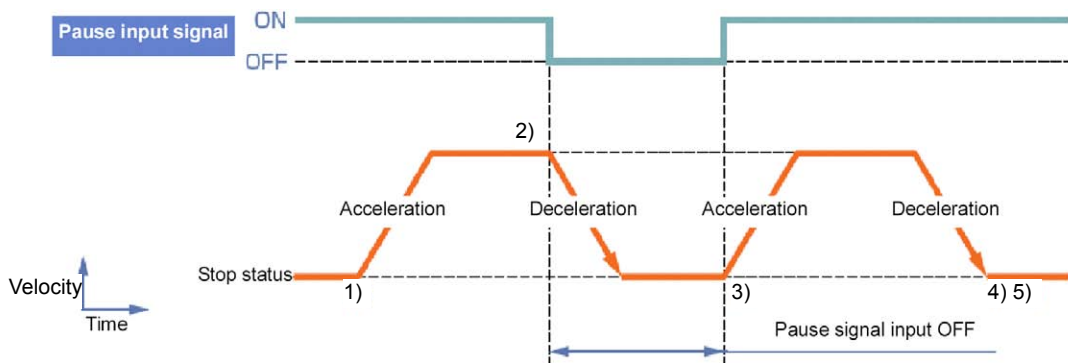 Pause input signal
ON
OFF
2)
Acceleration
Deceleration
Acceleration
Deceleration
Stop status
Velocity
1)
3)
4) 5)
Time
Pause signal input OFF